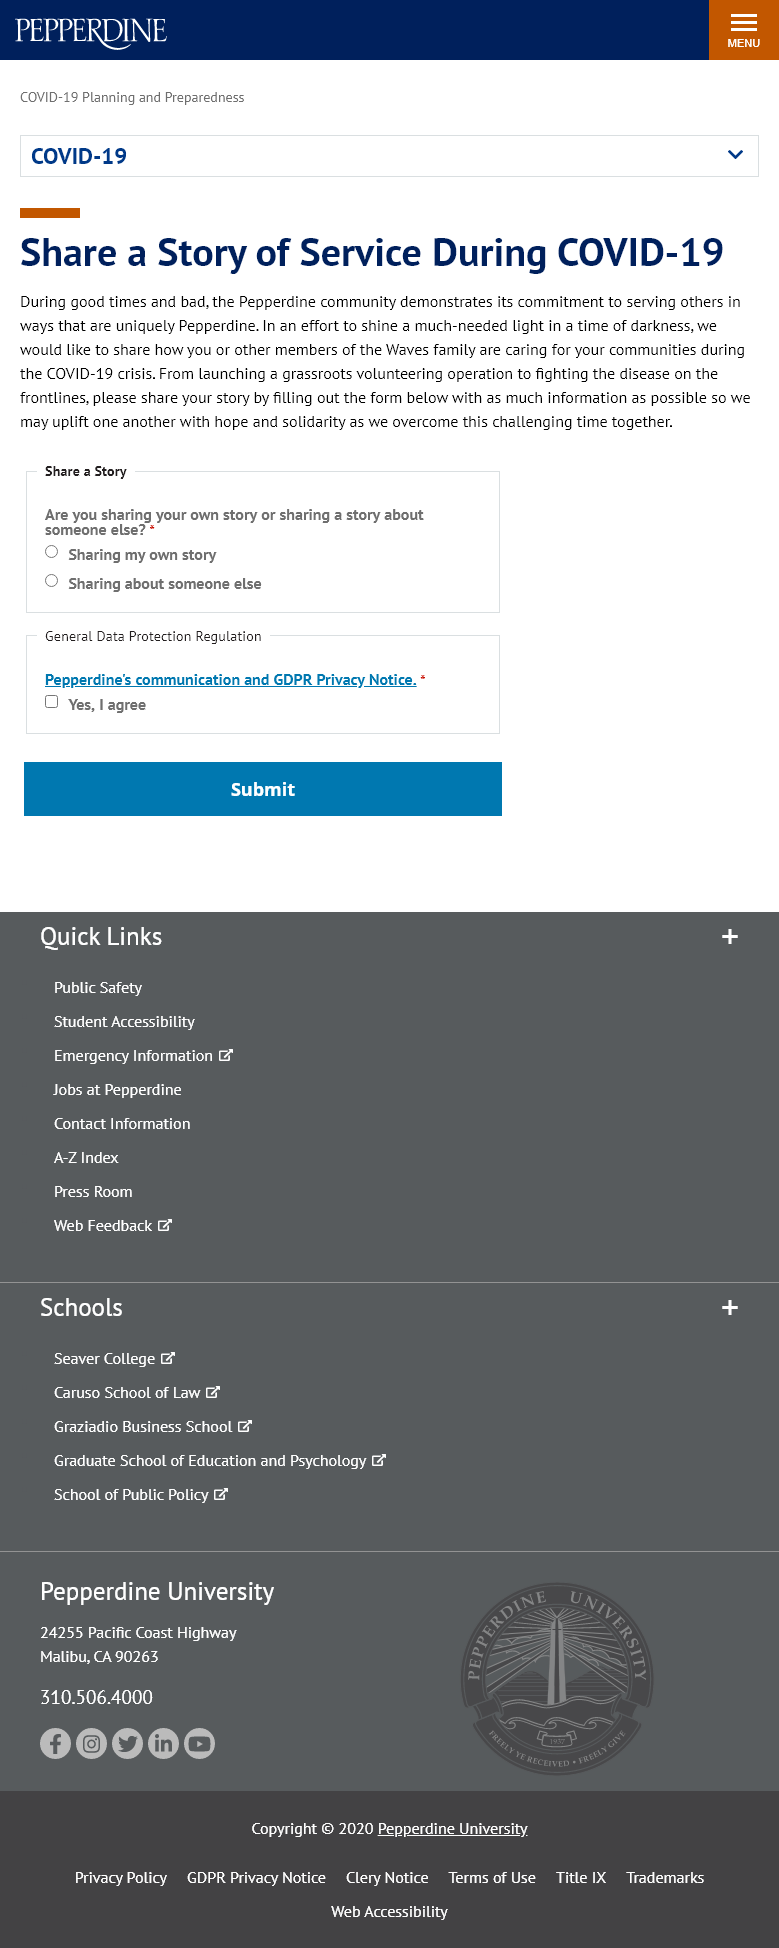 PEPPERDINE
MENU
COVID-19 Planning and Preparedness
COVID-19
Share a Story of Service During COVID-19
During good times and bad, the Pepperdine community demonstrates its commitment to serving others in
ways that are uniquely Pepperdine. In an effort to shine a much-needed light in a time of darkness, we
would like to share how you or other members of the Waves family are caring for your communities during
the COVID-19 crisis. From launching a grassroots volunteering operation to fighting the disease on the
frontlines, please share your story by filling out the form below with as much information as possible so we
may uplift one another with hope and solidarity as we overcome this challenging time together.
Share a Story
Are you sharing your own story or sharing a story about
someone else? *
Sharing my own story
Sharing about someone else
General Data Protection Regulation
Pepperdine's communication and GDPR Privacy Notice. *
Yes, I agree
Submit
Quick Links
Public Safety
Student Accessibility
Emergency Information
Jobs at Pepperdine
Contact Information
A-Z Index
Press Room
Web Feedback
Schools
Seaver College
Caruso School of Law
Graziadio Business School
Graduate School of Education and Psychology
School of Public Policy
Pepperdine University
24255 Pacific Coast Highway
Malibu, CA 90263
310.506.4000
PEPPERDINE UNIVERSITY
1937
FREELY YE RECEIVED • FREELY GIVE
Copyright © 2020 Pepperdine University
Privacy Policy GDPR Privacy Notice Clery Notice Terms of Use Title IX Trademarks
Web Accessibility